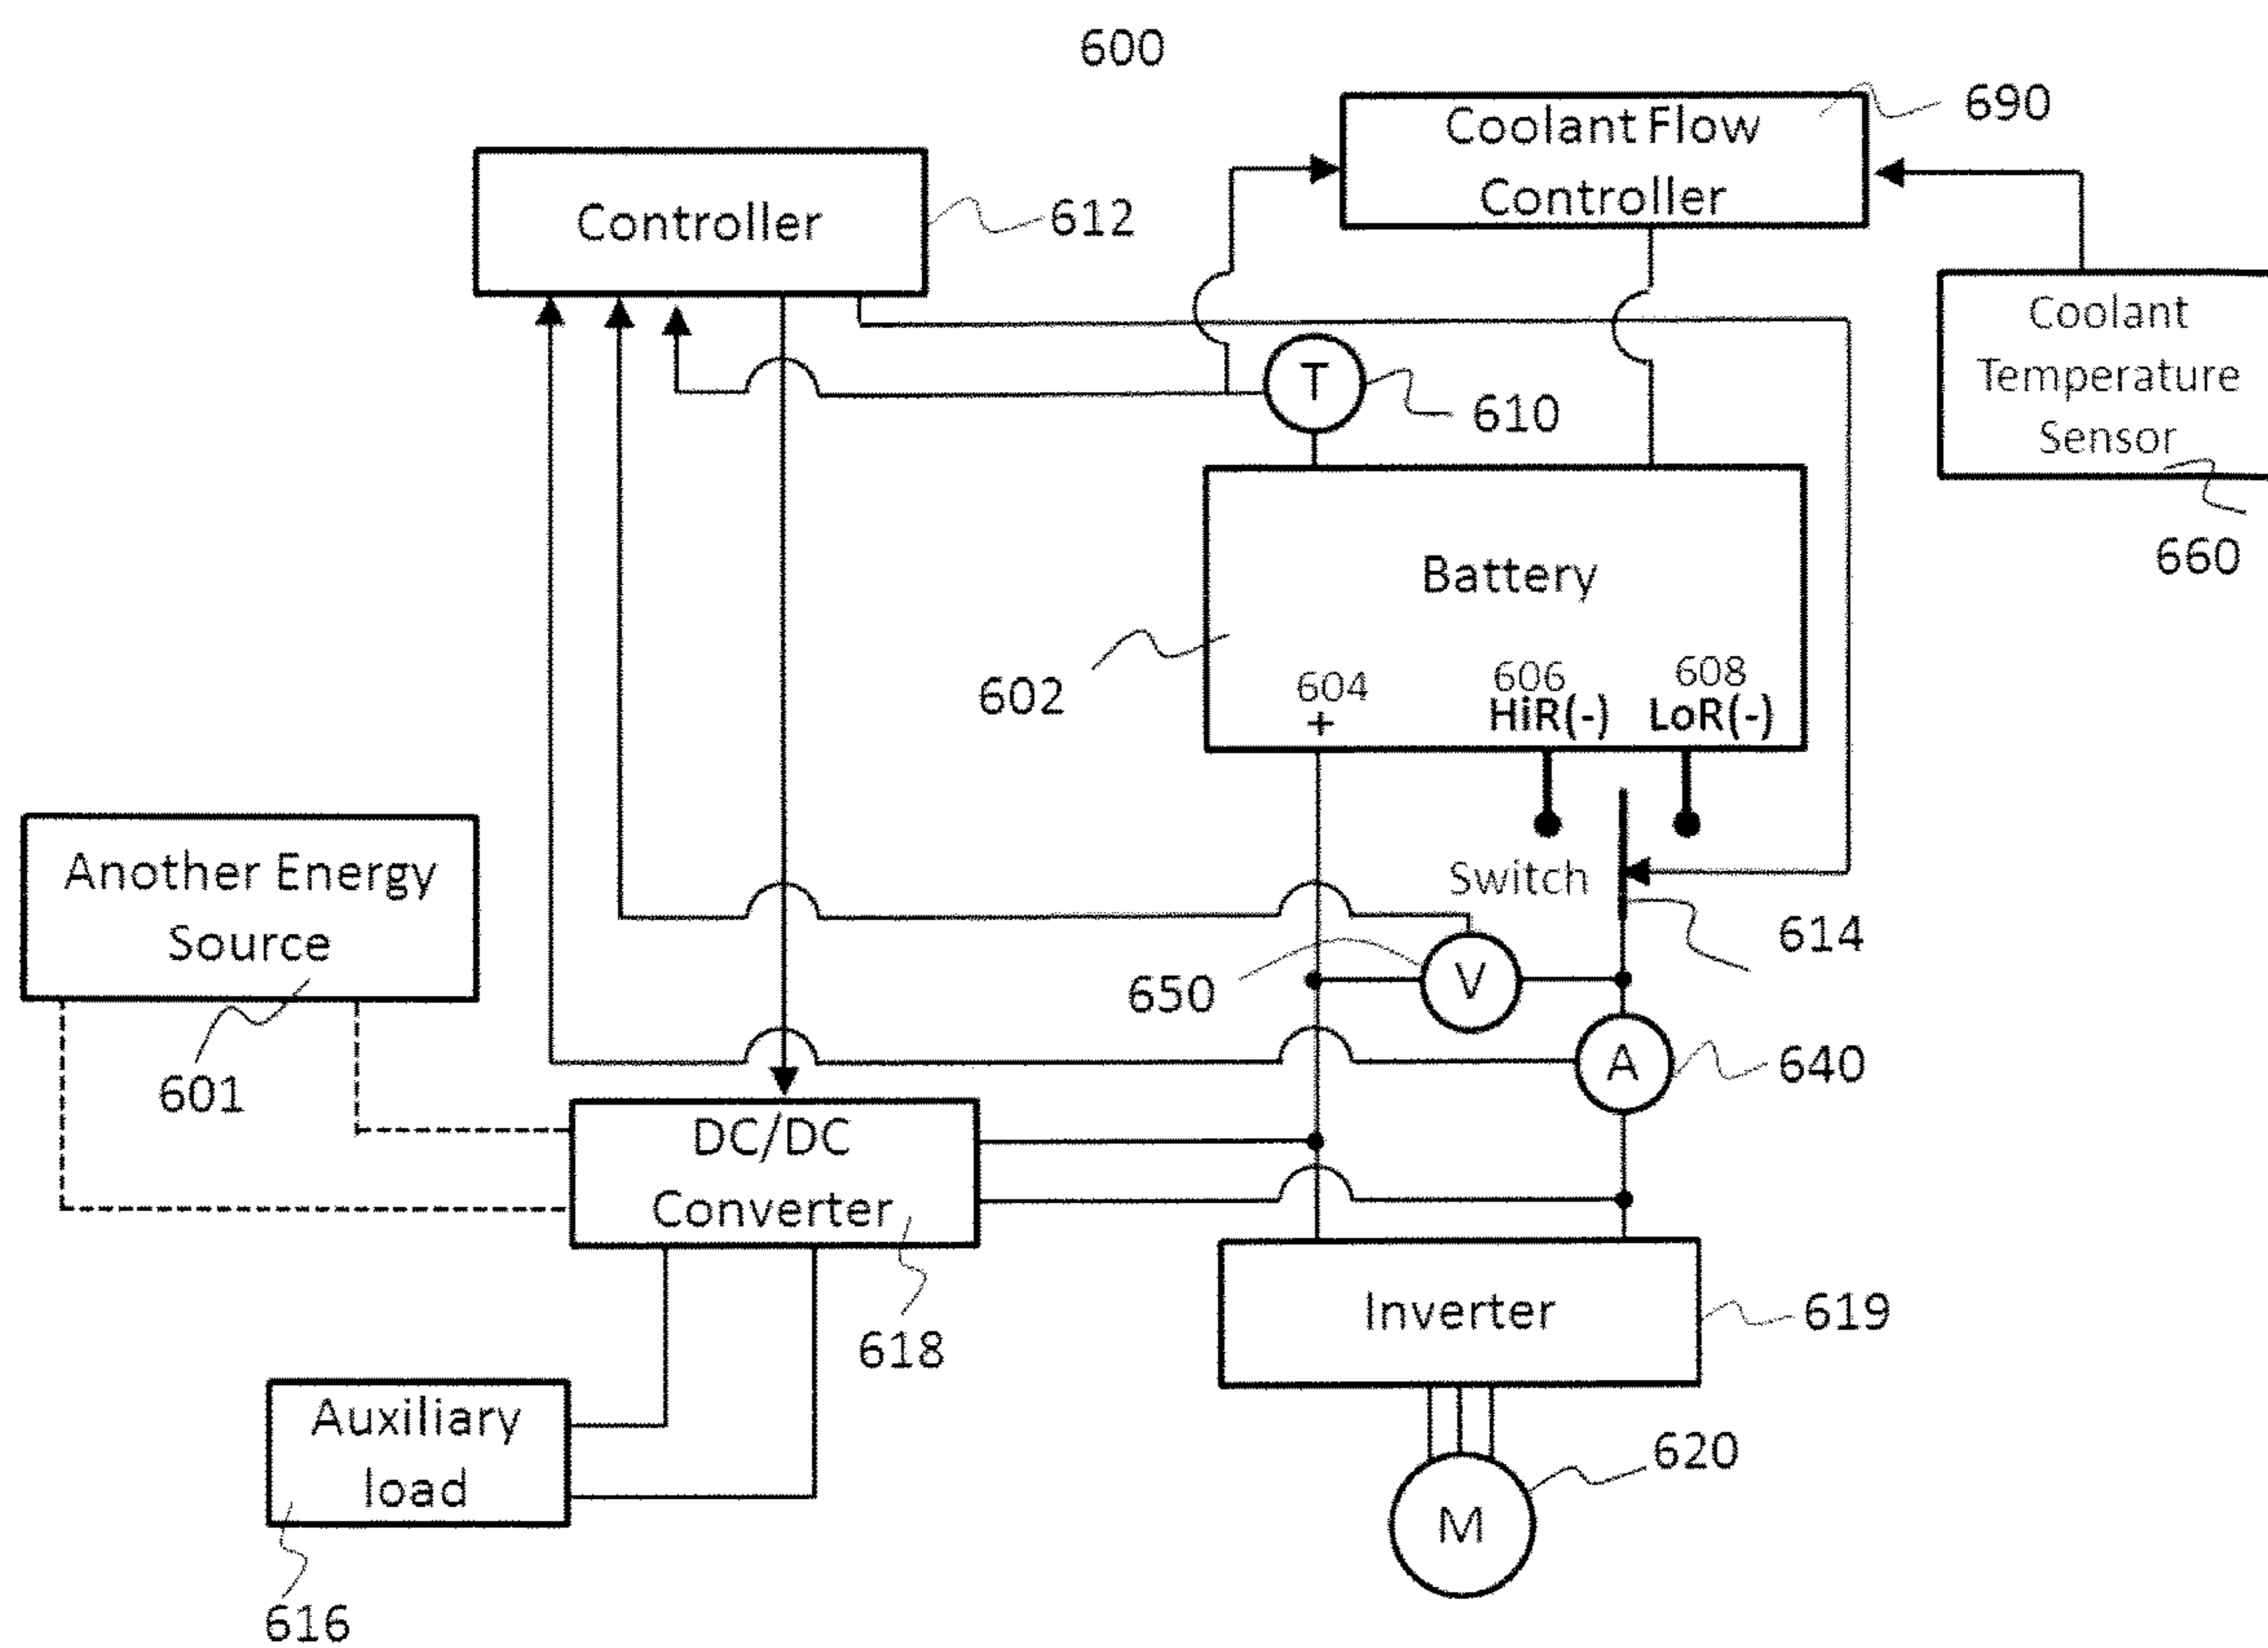 600
Coolant Flow
Controller
690
Controller
612
Coolant
Temperature
Sensor
660
T
610
Battery
602
604
606
608
+
HiR(-)
LoR(-)
Another Energy
Source
601
Switch
614
650
V
A
640
DC/DC
Converter
618
Inverter
619
Auxiliary
load
616
620
M